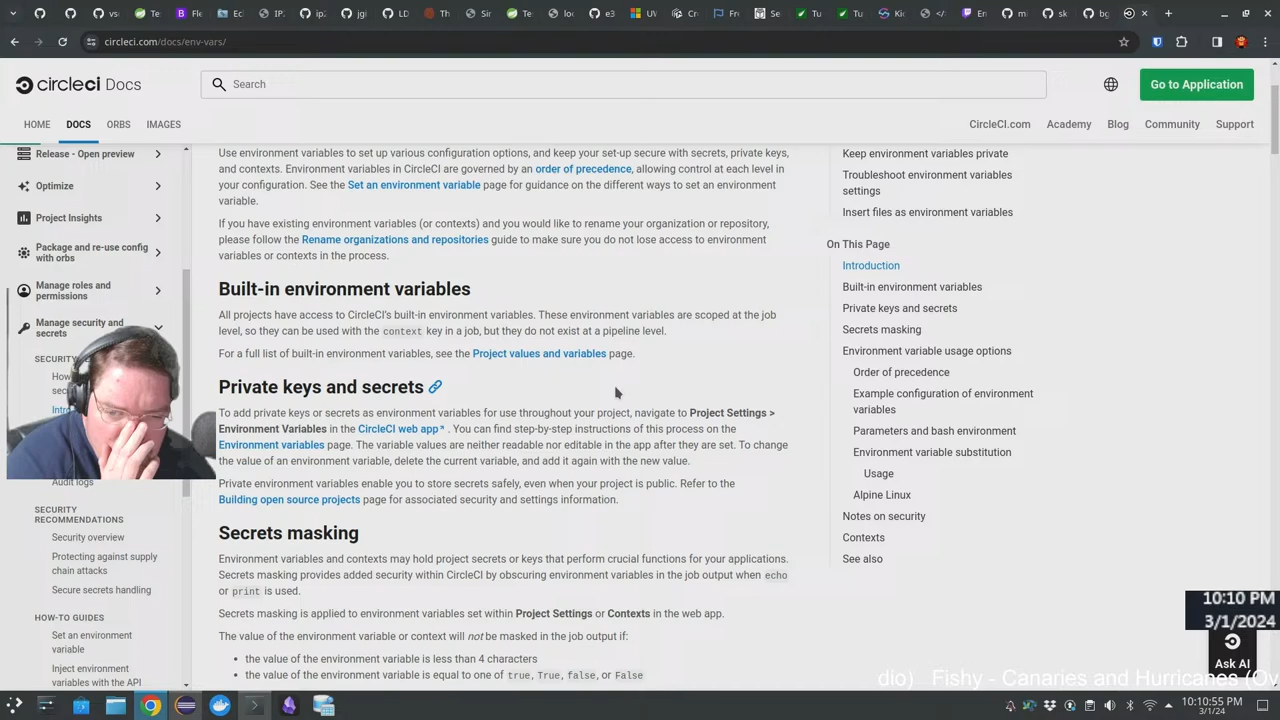 circleci.com/docs/env-vars/
circleci Docs
Search
Go to Application
HOME
DOCS
ORBS
IMAGES
CircleCI.com
Academy
Blog
Community
Support
Release - Open preview
Optimize
Project Insights
Package and re-use config
with orbs
Manage roles and
permissions
Manage security and
secrets
Audit logs
SECURITY
RECOMMENDATIONS
Security overview
Protecting against supply
chain attacks
Secure secrets handling
HOW-TO GUIDES
Set an environment
variable
Inject environment
variables with the API
Use environment variables to set up various configuration options, and keep your set-up secure with secrets, private keys,
and contexts. Environment variables in CircleCI are governed by an order of precedence, allowing control at each level in
your configuration. See the Set an environment variable page for guidance on the different ways to set an environment
variable.
If you have existing environment variables (or contexts) and you would like to rename your organization or repository,
please follow the Rename organizations and repositories guide to make sure you do not lose access to environment
variables or contexts in the process.
Built-in environment variables
All projects have access to CircleCI's built-in environment variables. These environment variables are scoped at the job
level, so they can be used with the context key in a job, but they do not exist at a pipeline level.
For a full list of built-in environment variables, see the Project values and variables page.
Private keys and secrets
To add private keys or secrets as environment variables for use throughout your project, navigate to Project Settings >
Environment Variables in the CircleCI web app . You can find step-by-step instructions of this process on the
Environment variables page. The variable values are neither readable nor editable in the app after they are set. To change
the value of an environment variable, delete the current variable, and add it again with the new value.
Private environment variables enable you to store secrets safely, even when your project is public. Refer to the
Building open source projects page for associated security and settings information.
Secrets masking
Environment variables and contexts may hold project secrets or keys that perform crucial functions for your applications.
Secrets masking provides added security within CircleCI by obscuring environment variables in the job output when echo
or print is used.
Secrets masking is applied to environment variables set within Project Settings or Contexts in the web app.
The value of the environment variable or context will not be masked in the job output if:
• the value of the environment variable is less than 4 characters
• the value of the environment variable is equal to one of true, True, false, or False
Keep environment variables private
Troubleshoot environment variables
settings
Insert files as environment variables
On This Page
Introduction
Built-in environment variables
Private keys and secrets
Secrets masking
Environment variable usage options
Order of precedence
Example configuration of environment
variables
Parameters and bash environment
Environment variable substitution
Usage
Alpine Linux
Notes on security
Contexts
See also
10:10 PM
3/1/2024
Ask AI
dio) Fishy - Canaries and Hurricanes (Ov
10:10:55 PM
3/1/24